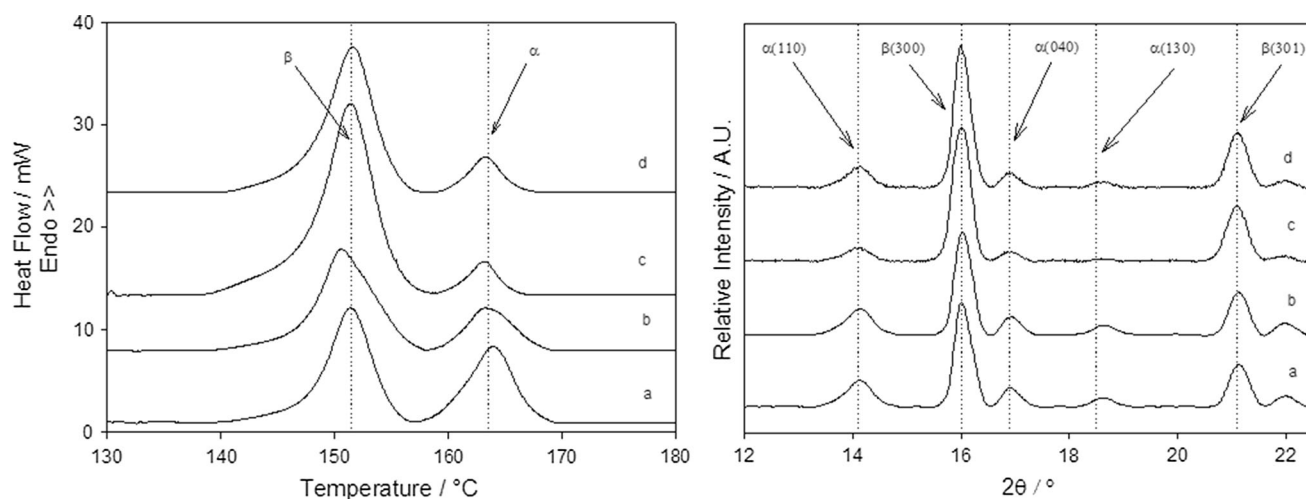 40
30
20
10
0
Heat Flow / mW
Endo >>
β
α
d
c
b
a
130 140 150 160 170 180
Temperature / °C
α(110)
β(300)
α(040)
α(130)
β(301)
Relative Intensity / A.U.
d
c
b
a
12 14 16 18 20 22
2θ / º